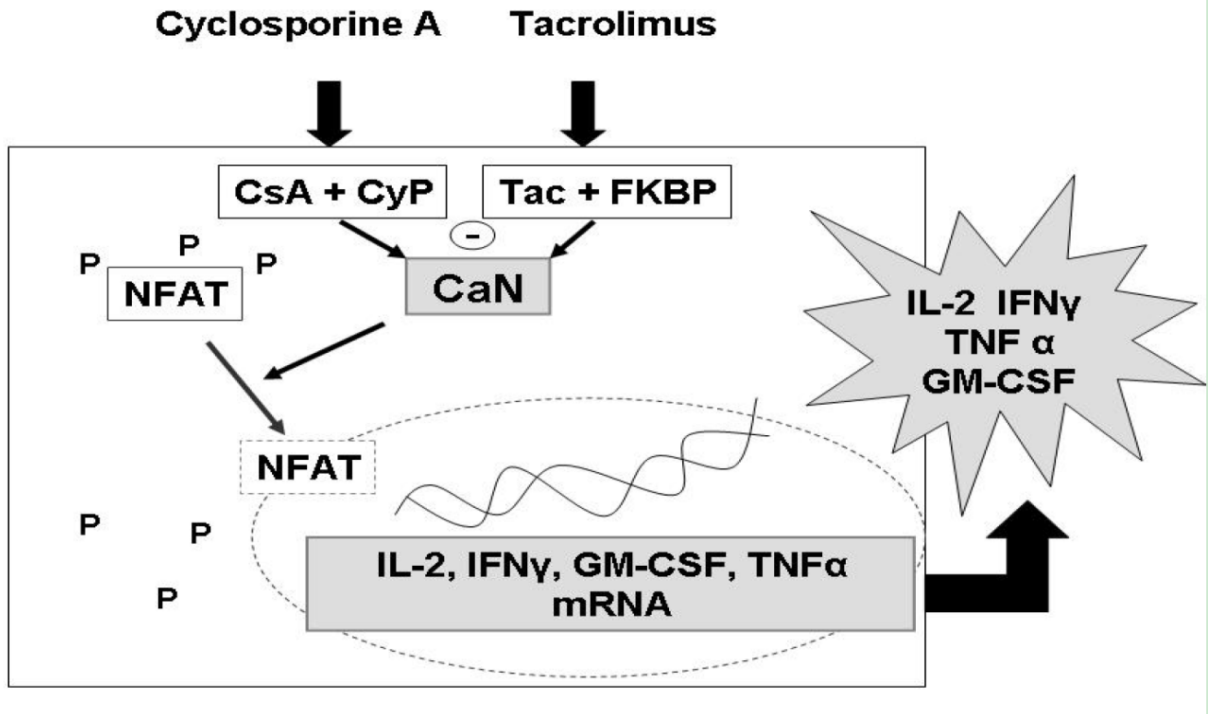 Cyclosporine A
Tacrolimus
CsA + CyP
Tac + FKBP
-
P
P
P
NFAT
CaN
IL-2 IFNγ
TNF α
GM-CSF
NFAT
P
P
P
IL-2, IFNγ, GM-CSF, TNFα
mRNA